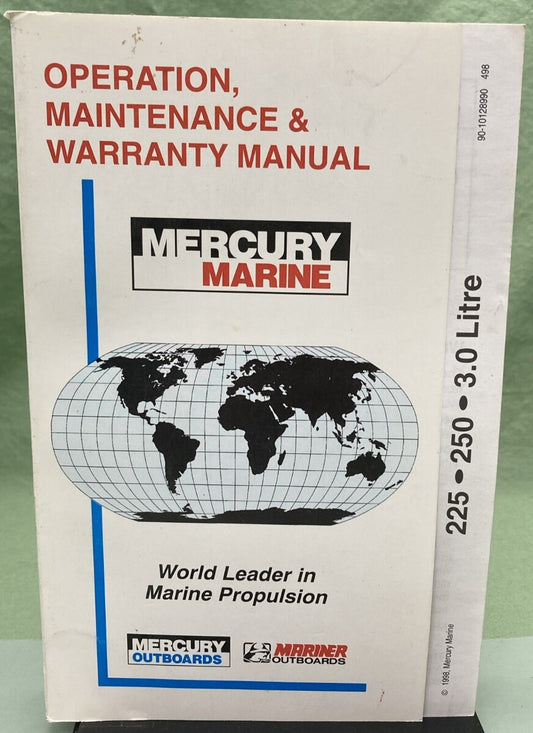 OPERATION,
MAINTENANCE &
WARRANTY MANUAL
MERCURY
MARINE
World Leader in
Marine Propulsion
MERCURY
OUTBOARDS
MARINER
OUTBOARDS
90-10128990 498
225 • 250 • 3.0 Litre
© 1998, Mercury Marine